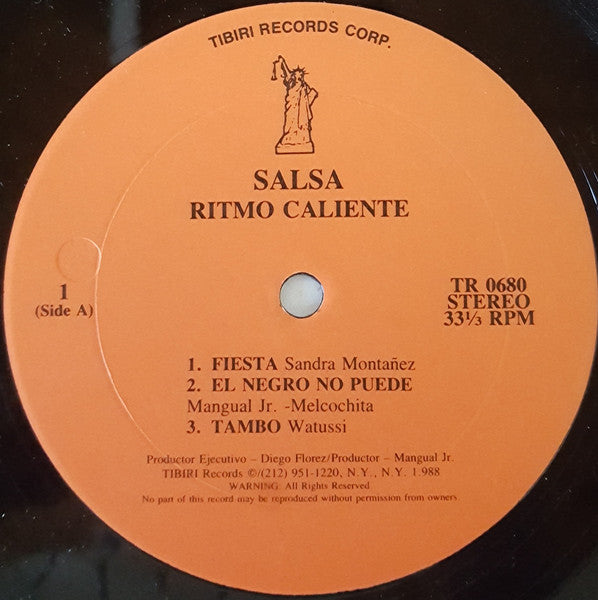 TIBIRI RECORDS CORP.
SALSA
RITMO CALIENTE
1
(Side A)
TR 0680
STEREO
33⅓ RPM
1. FIESTA Sandra Montañez
2. EL NEGRO NO PUEDE
Mangual Jr. -Melcochita
3. TAMBO Watussi
Productor Ejecutivo – Diego Florez/Productor – Mangual Jr.
TIBIRI Records ©/(212) 951-1220, N.Y., N.Y. 1.988
WARNING: All Rights Reserved
No part of this record may be reproduced without permission from owners.